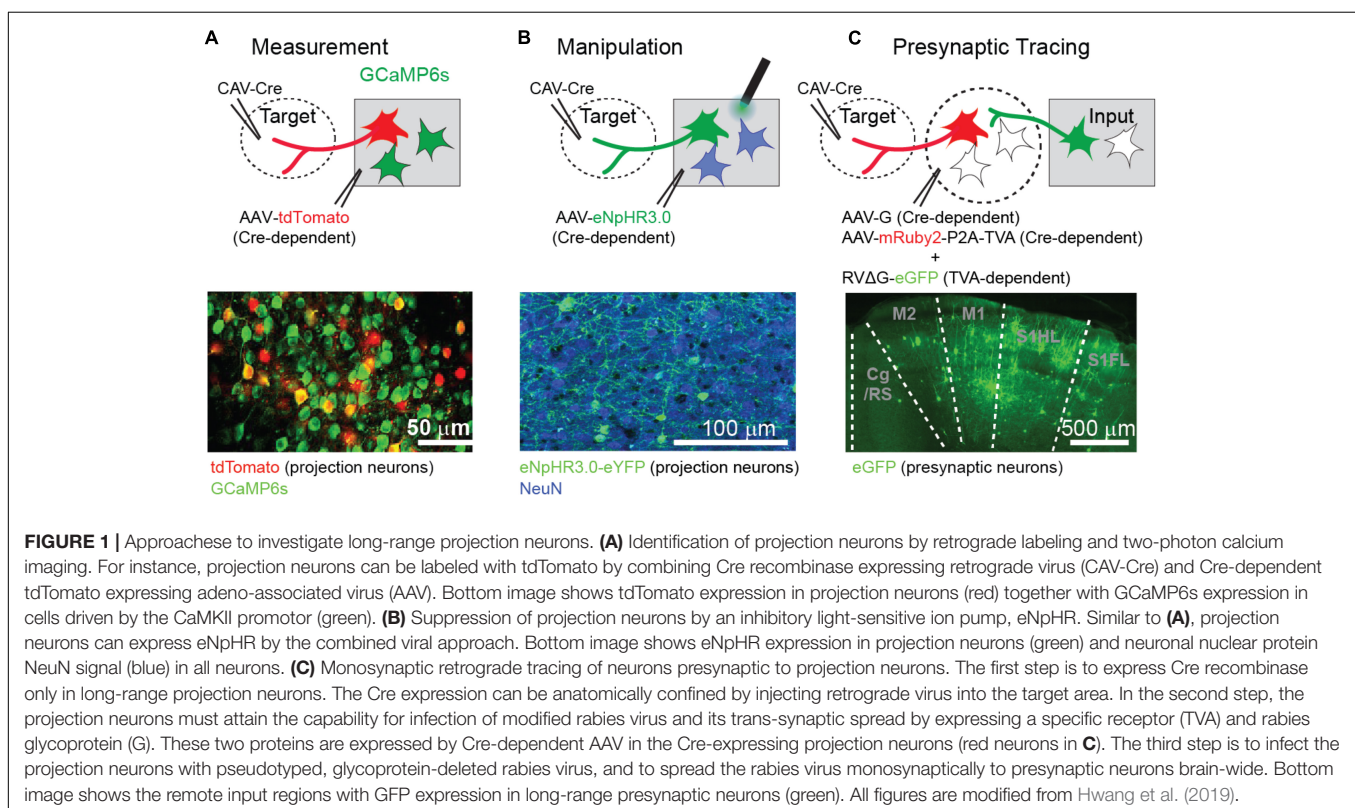 A Measurement
GCaMP6s
CAV-Cre
Target
AAV-tdTomato
(Cre-dependent)
50 μm
tdTomato (projection neurons)
GCaMP6s
B Manipulation
CAV-Cre
Target
AAV-eNpHR3.0
(Cre-dependent)
100 μm
eNpHR3.0-eYFP (projection neurons)
NeuN
C Presynaptic Tracing
CAV-Cre
Target
Input
AAV-G (Cre-dependent)
AAV-mRuby2-P2A-TVA (Cre-dependent)
+
RVΔG-eGFP (TVA-dependent)
M2
M1
S1HL
S1FL
Cg
/RS
500 μm
eGFP (presynaptic neurons)
FIGURE 1 | Approachese to investigate long-range projection neurons. (A) Identification of projection neurons by retrograde labeling and two-photon calcium
imaging. For instance, projection neurons can be labeled with tdTomato by combining Cre recombinase expressing retrograde virus (CAV-Cre) and Cre-dependent
tdTomato expressing adeno-associated virus (AAV). Bottom image shows tdTomato expression in projection neurons (red) together with GCaMP6s expression in
cells driven by the CaMKII promotor (green). (B) Suppression of projection neurons by an inhibitory light-sensitive ion pump, eNpHR. Similar to (A), projection
neurons can express eNpHR by the combined viral approach. Bottom image shows eNpHR expression in projection neurons (green) and neuronal nuclear protein
NeuN signal (blue) in all neurons. (C) Monosynaptic retrograde tracing of neurons presynaptic to projection neurons. The first step is to express Cre recombinase
only in long-range projection neurons. The Cre expression can be anatomically confined by injecting retrograde virus into the target area. In the second step, the
projection neurons must attain the capability for infection of modified rabies virus and its trans-synaptic spread by expressing a specific receptor (TVA) and rabies
glycoprotein (G). These two proteins are expressed by Cre-dependent AAV in the Cre-expressing projection neurons (red neurons in C). The third step is to infect the
projection neurons with pseudotyped, glycoprotein-deleted rabies virus, and to spread the rabies virus monosynaptically to presynaptic neurons brain-wide. Bottom
image shows the remote input regions with GFP expression in long-range presynaptic neurons (green). All figures are modified from Hwang et al. (2019).